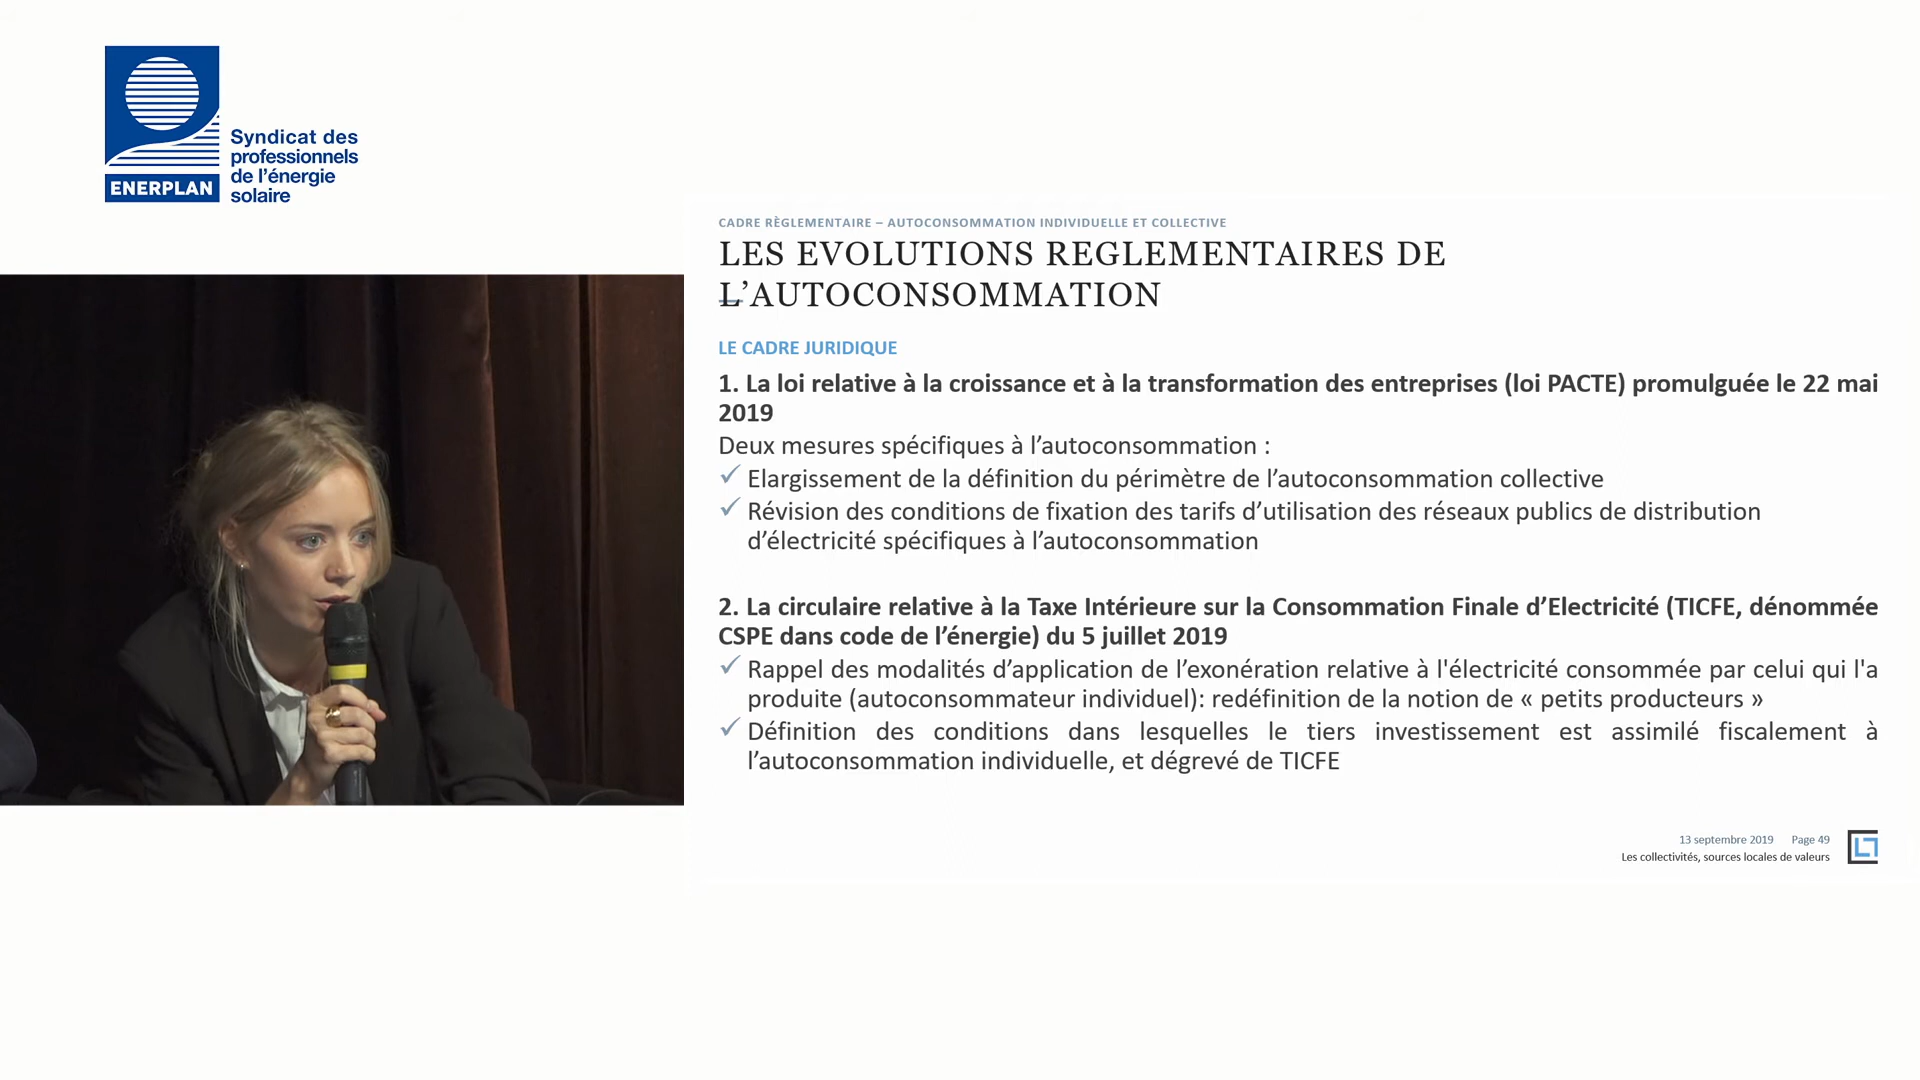 Syndicat des
professionnels
de l'énergie
solaire
ENERPLAN
CADRE RÈGLEMENTAIRE – AUTOCONSOMMATION INDIVIDUELLE ET COLLECTIVE
LES EVOLUTIONS REGLEMENTAIRES DE
L’AUTOCONSOMMATION
LE CADRE JURIDIQUE
1. La loi relative à la croissance et à la transformation des entreprises (loi PACTE) promulguée le 22 mai
2019
Deux mesures spécifiques à l’autoconsommation :
✓ Elargissement de la définition du périmètre de l’autoconsommation collective
✓ Révision des conditions de fixation des tarifs d’utilisation des réseaux publics de distribution
d’électricité spécifiques à l’autoconsommation
2. La circulaire relative à la Taxe Intérieure sur la Consommation Finale d’Electricité (TICFE, dénommée
CSPE dans code de l’énergie) du 5 juillet 2019
✓ Rappel des modalités d’application de l’exonération relative à l'électricité consommée par celui qui l'a
produite (autoconsommateur individuel): redéfinition de la notion de « petits producteurs »
✓ Définition des conditions dans lesquelles le tiers investissement est assimilé fiscalement à
l’autoconsommation individuelle, et dégrevé de TICFE
13 septembre 2019 Page 49
Les collectivités, sources locales de valeurs